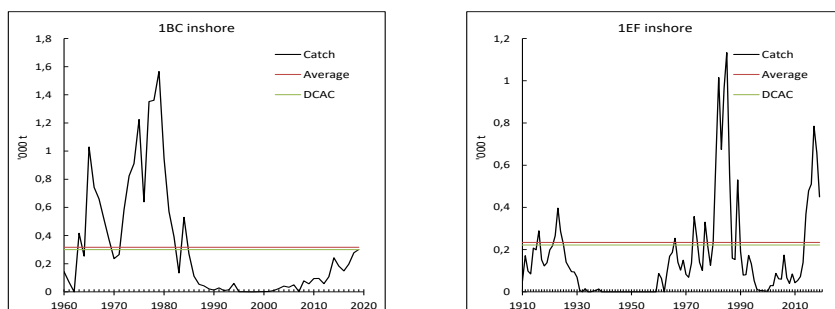 1BC inshore
1,8
1,6
1,4
1,2
1
0,8
0,6
0,4
0,2
0
'000 t
Catch
Average
DCAC
1960 1970 1980 1990 2000 2010 2020
1EF inshore
1,2
1
0,8
0,6
0,4
0,2
0
'000 t
Catch
Average
DCAC
1910 1930 1950 1970 1990 2010